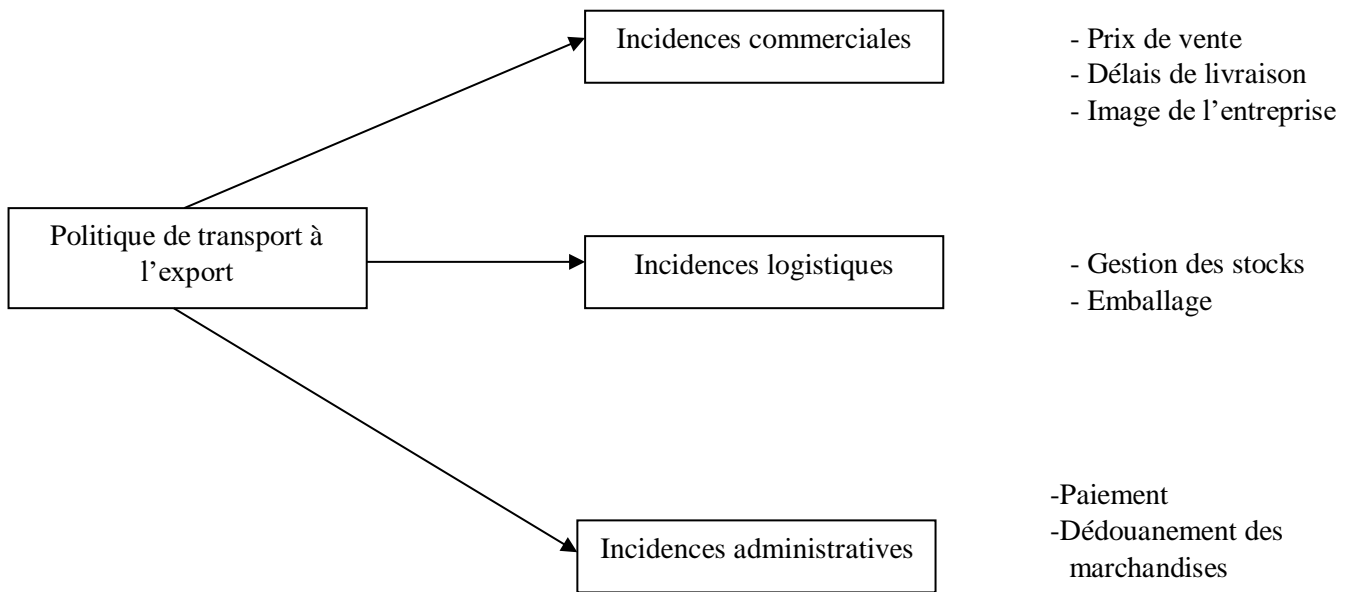 Incidences commerciales
- Prix de vente
- Délais de livraison
- Image de l’entreprise
Politique de transport à
l’export
Incidences logistiques
- Gestion des stocks
- Emballage
Incidences administratives
-Paiement
-Dédouanement des
marchandises